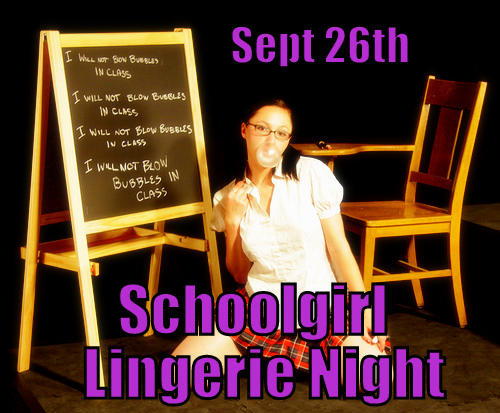 Sept 26th
I WILL NOT BOW BUBBLES
IN CLASS
I WILL NOT BLOW BUBBLES
IN CLASS
I WILL NOT BLOW BUBBLES
IN CLASS
I WILL NOT BLOW
BUBBLES IN
CLASS
Schoolgirl
Lingerie Night